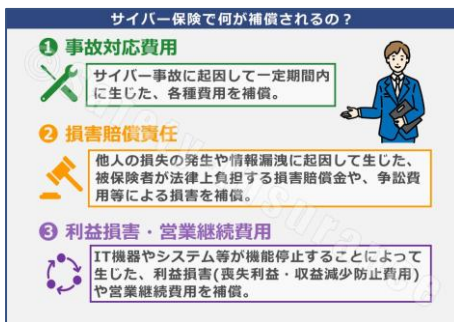 サイバー保険で何が補償されるの？
❶ 事故対応費用
サイバー事故に起因して一定期間内
に生じた、各種費用を補償。
❷ 損害賠償責任
他人の損失の発生や情報漏洩に起因して生じた、
被保険者が法律上負担する損害賠償金や、争訟費
用等による損害を補償。
❸ 利益損害・営業継続費用
IT機器やシステム等が機能停止することによって
生じた、利益損害(喪失利益・収益減少防止費用)
や営業継続費用を補償。